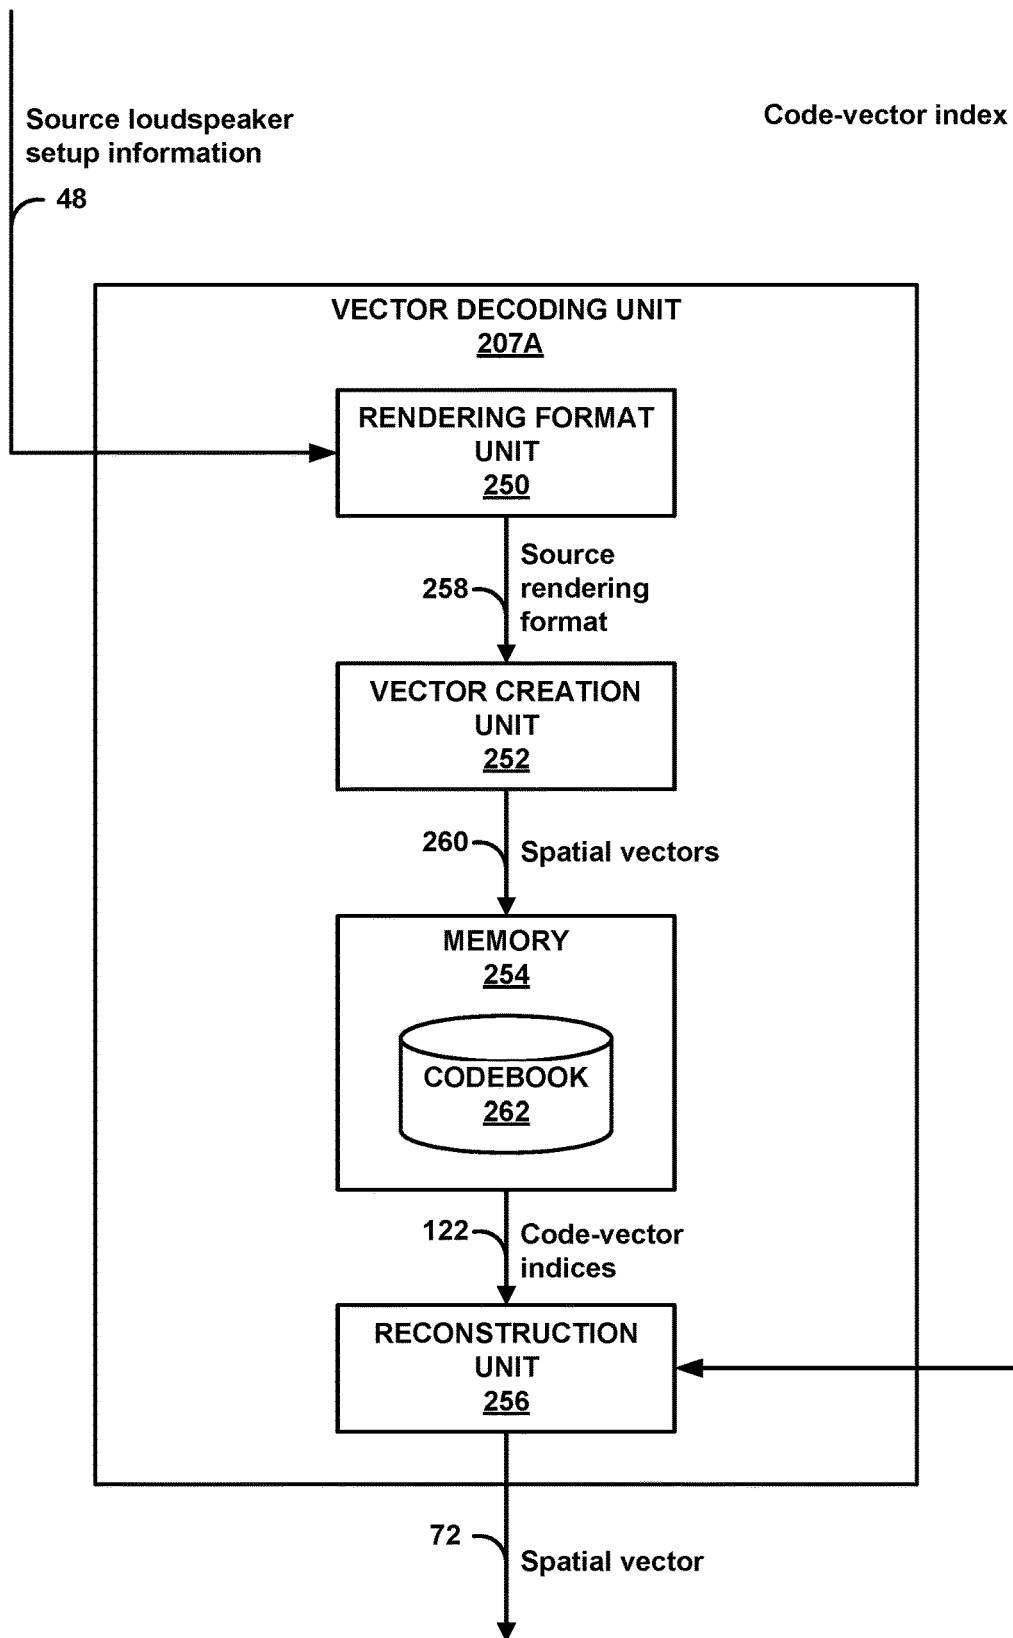 Source loudspeaker
setup information
48
Code-vector index
VECTOR DECODING UNIT
207A
RENDERING FORMAT
UNIT
250
258
Source
rendering
format
VECTOR CREATION
UNIT
252
260
Spatial vectors
MEMORY
254
CODEBOOK
262
122
Code-vector
indices
RECONSTRUCTION
UNIT
256
72
Spatial vector